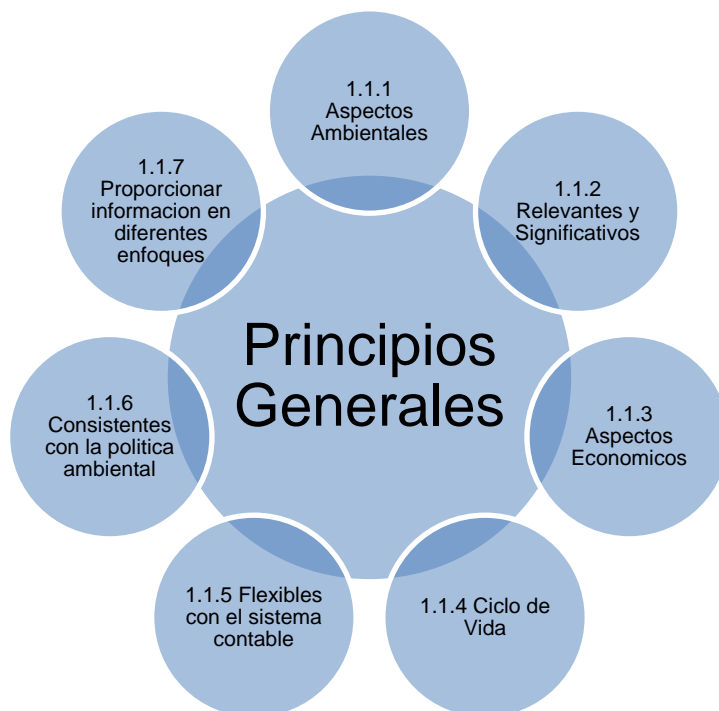 Principios
Generales
1.1.1
Aspectos
Ambientales
1.1.2
Relevantes y
Significativos
1.1.3
Aspectos
Economicos
1.1.4 Ciclo de
Vida
1.1.5 Flexibles
con el sistema
contable
1.1.6
Consistentes
con la politica
ambiental
1.1.7
Proporcionar
informacion en
diferentes
enfoques